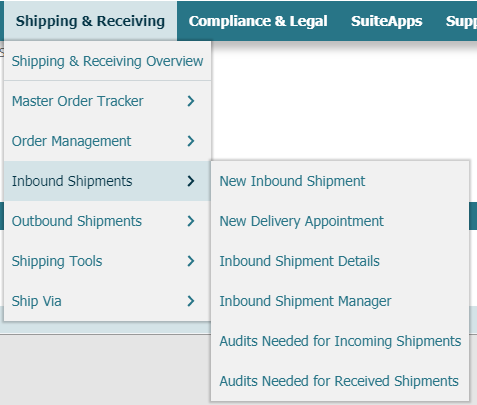 Shipping & Receiving Compliance & Legal SuiteApps Supp
Shipping & Receiving Overview
Master Order Tracker
Order Management
Inbound Shipments New Inbound Shipment
Outbound Shipments New Delivery Appointment
Shipping Tools Inbound Shipment Details
Ship Via Inbound Shipment Manager
Audits Needed for Incoming Shipments
Audits Needed for Received Shipments